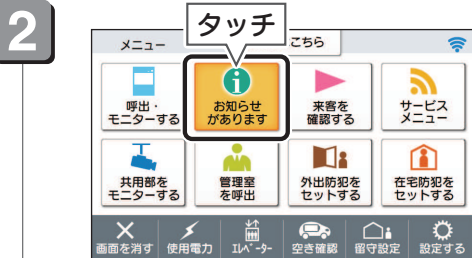 2
タッチ
メニュー
こちら
呼出・
モニターする
お知らせ
があります
来客を
確認する
サービス
メニュー
共用部を
モニターする
管理室
を呼出
外出防犯を
セットする
在宅防犯を
セットする
画面を消す
使用電力
エレベーター
空き確認
留守設定
設定する